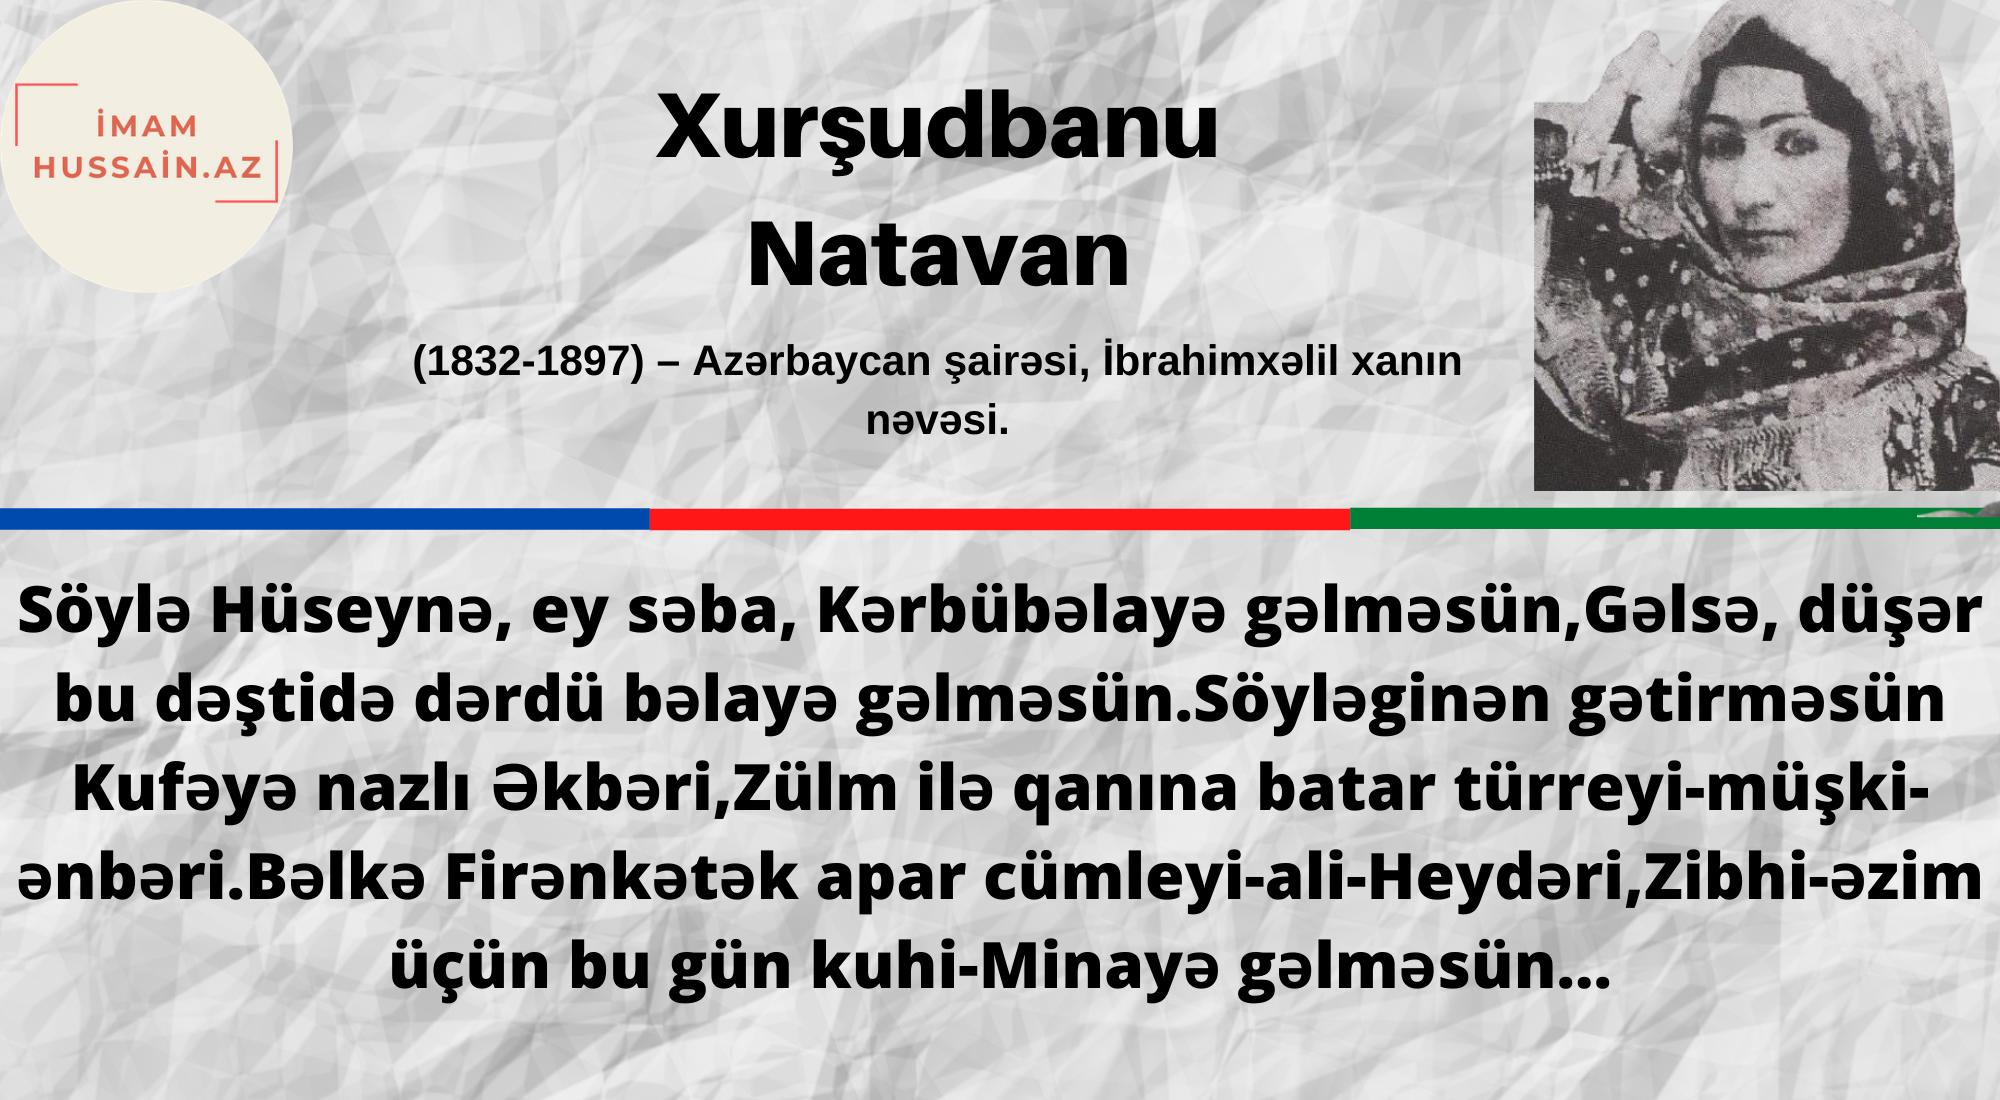 İMAM
HUSSAİN.AZ
Xurşudbanu
Natavan
(1832-1897) – Azərbaycan şairəsi, İbrahimxəlil xanın
nəvəsi.
Söylə Hüseynə, ey səba, Kərbübəlayə gəlməsün,Gəlsə, düşər
bu dəştidə dərdü bəlayə gəlməsün.Söyləginən gətirməsün
Kufəyə nazlı Əkbəri,Zülm ilə qanına batar türreyi-müşki-
ənbəri.Bəlkə Firənkətək apar cümleyi-ali-Heydəri,Zibhi-əzim
üçün bu gün kuhi-Minayə gəlməsün...